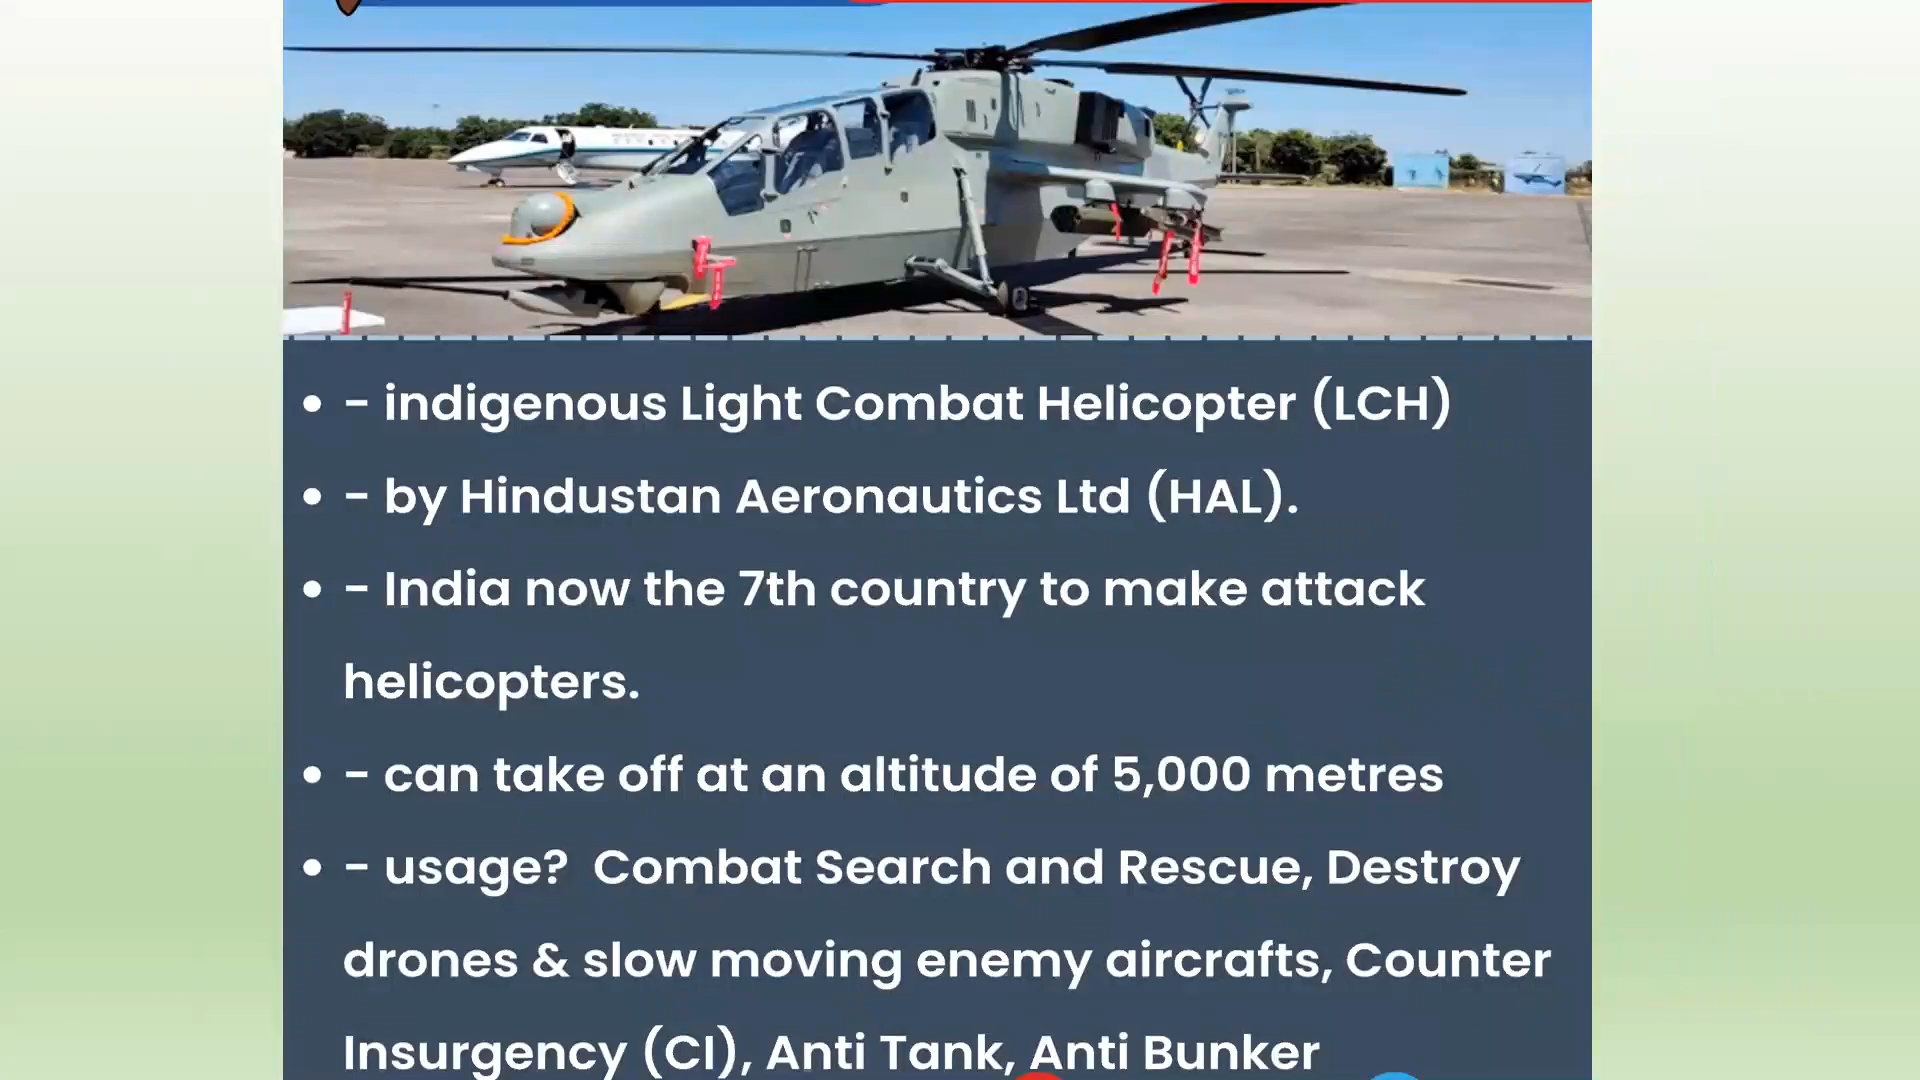 • - indigenous Light Combat Helicopter (LCH)
• - by Hindustan Aeronautics Ltd (HAL).
• - India now the 7th country to make attack
helicopters.
• - can take off at an altitude of 5,000 metres
• - usage?  Combat Search and Rescue, Destroy
drones & slow moving enemy aircrafts, Counter
Insurgency (CI), Anti Tank, Anti Bunker